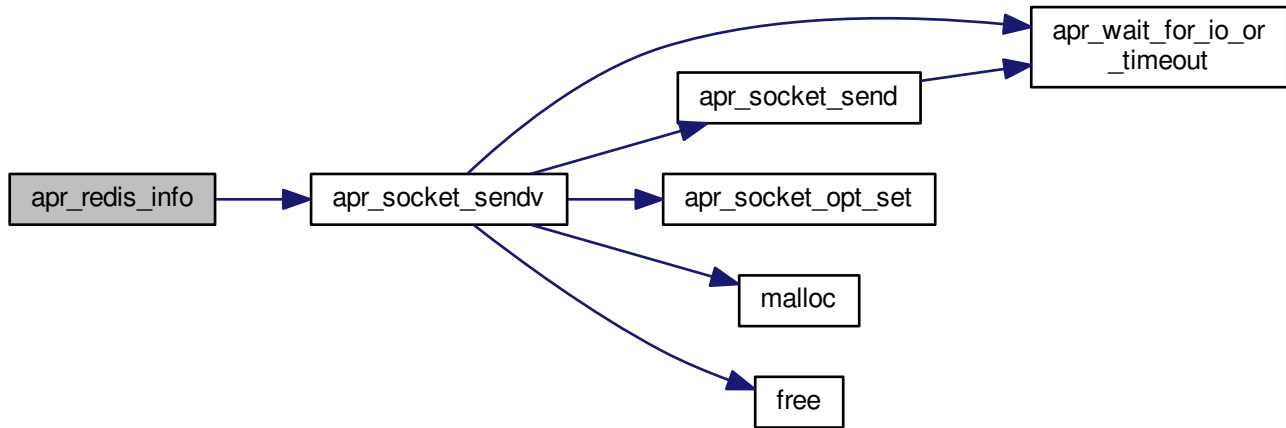 apr_wait_for_io_or
_timeout
apr_socket_send
apr_redis_info
apr_socket_sendv
apr_socket_opt_set
malloc
free